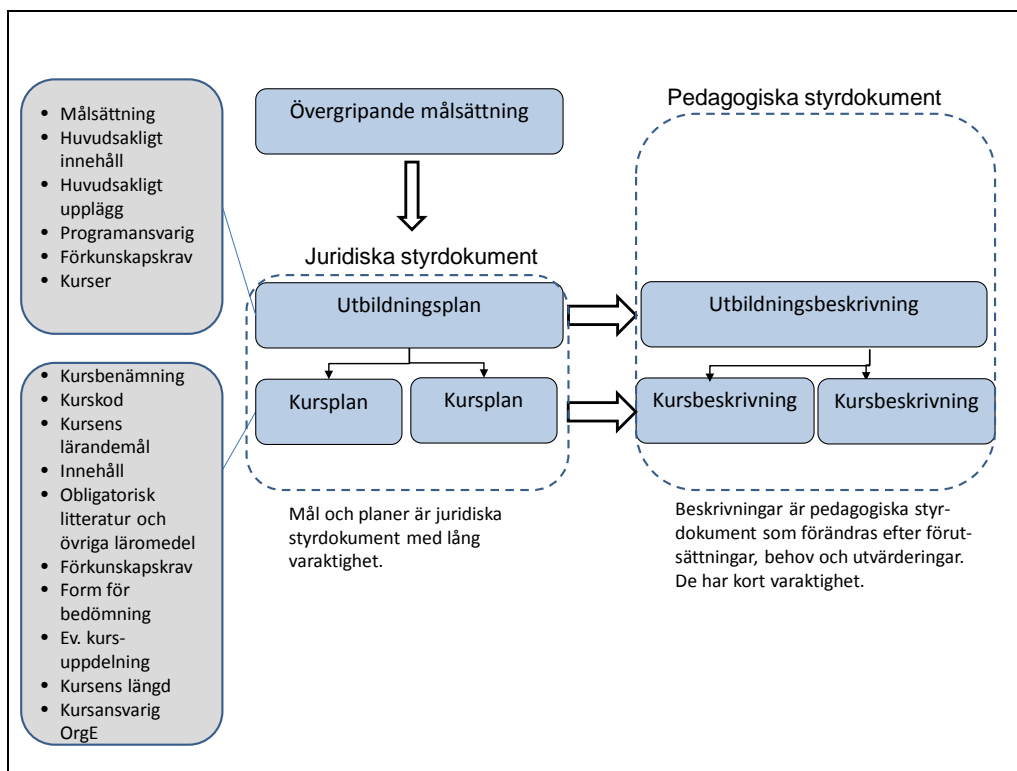 • Målsättning
• Huvudsakligt
innehåll
• Huvudsakligt
upplägg
• Programansvarig
• Förkunskapskrav
• Kurser
Övergripande målsättning
Pedagogiska styrdokument
Juridiska styrdokument
Utbildningsplan
Utbildningsbeskrivning
Kursplan
Kursplan
Kursbeskrivning
Kursbeskrivning
• Kursbenämning
• Kurskod
• Kursens
lärandemål
• Innehåll
• Obligatorisk
litteratur och
övriga läromedel
• Förkunskapskrav
• Form för
bedömning
• Ev. kurs-
uppdelning
• Kursens längd
• Kursansvarig
OrgE
Mål och planer är juridiska
styrdokument med lång
varaktighet.
Beskrivningar är pedagogiska styr-
dokument som förändras efter förut-
sättningar, behov och utvärderingar.
De har kort varaktighet.